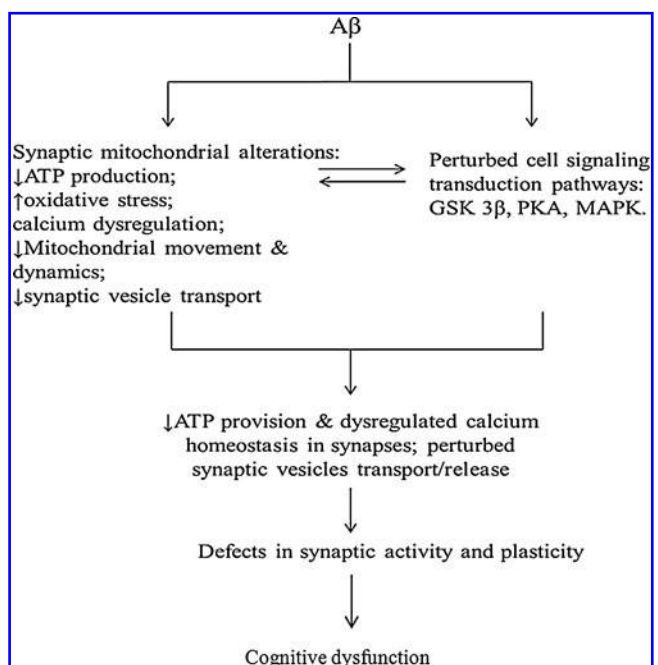 Aβ
Synaptic mitochondrial alterations:
↓ATP production;
↑oxidative stress;
calcium dysregulation;
↓Mitochondrial movement &
dynamics;
↓synaptic vesicle transport
Perturbed cell signaling
transduction pathways:
GSK 3β, PKA, MAPK.
↓ATP provision & dysregulated calcium
homeostasis in synapses; perturbed
synaptic vesicles transport/release
Defects in synaptic activity and plasticity
Cognitive dysfunction